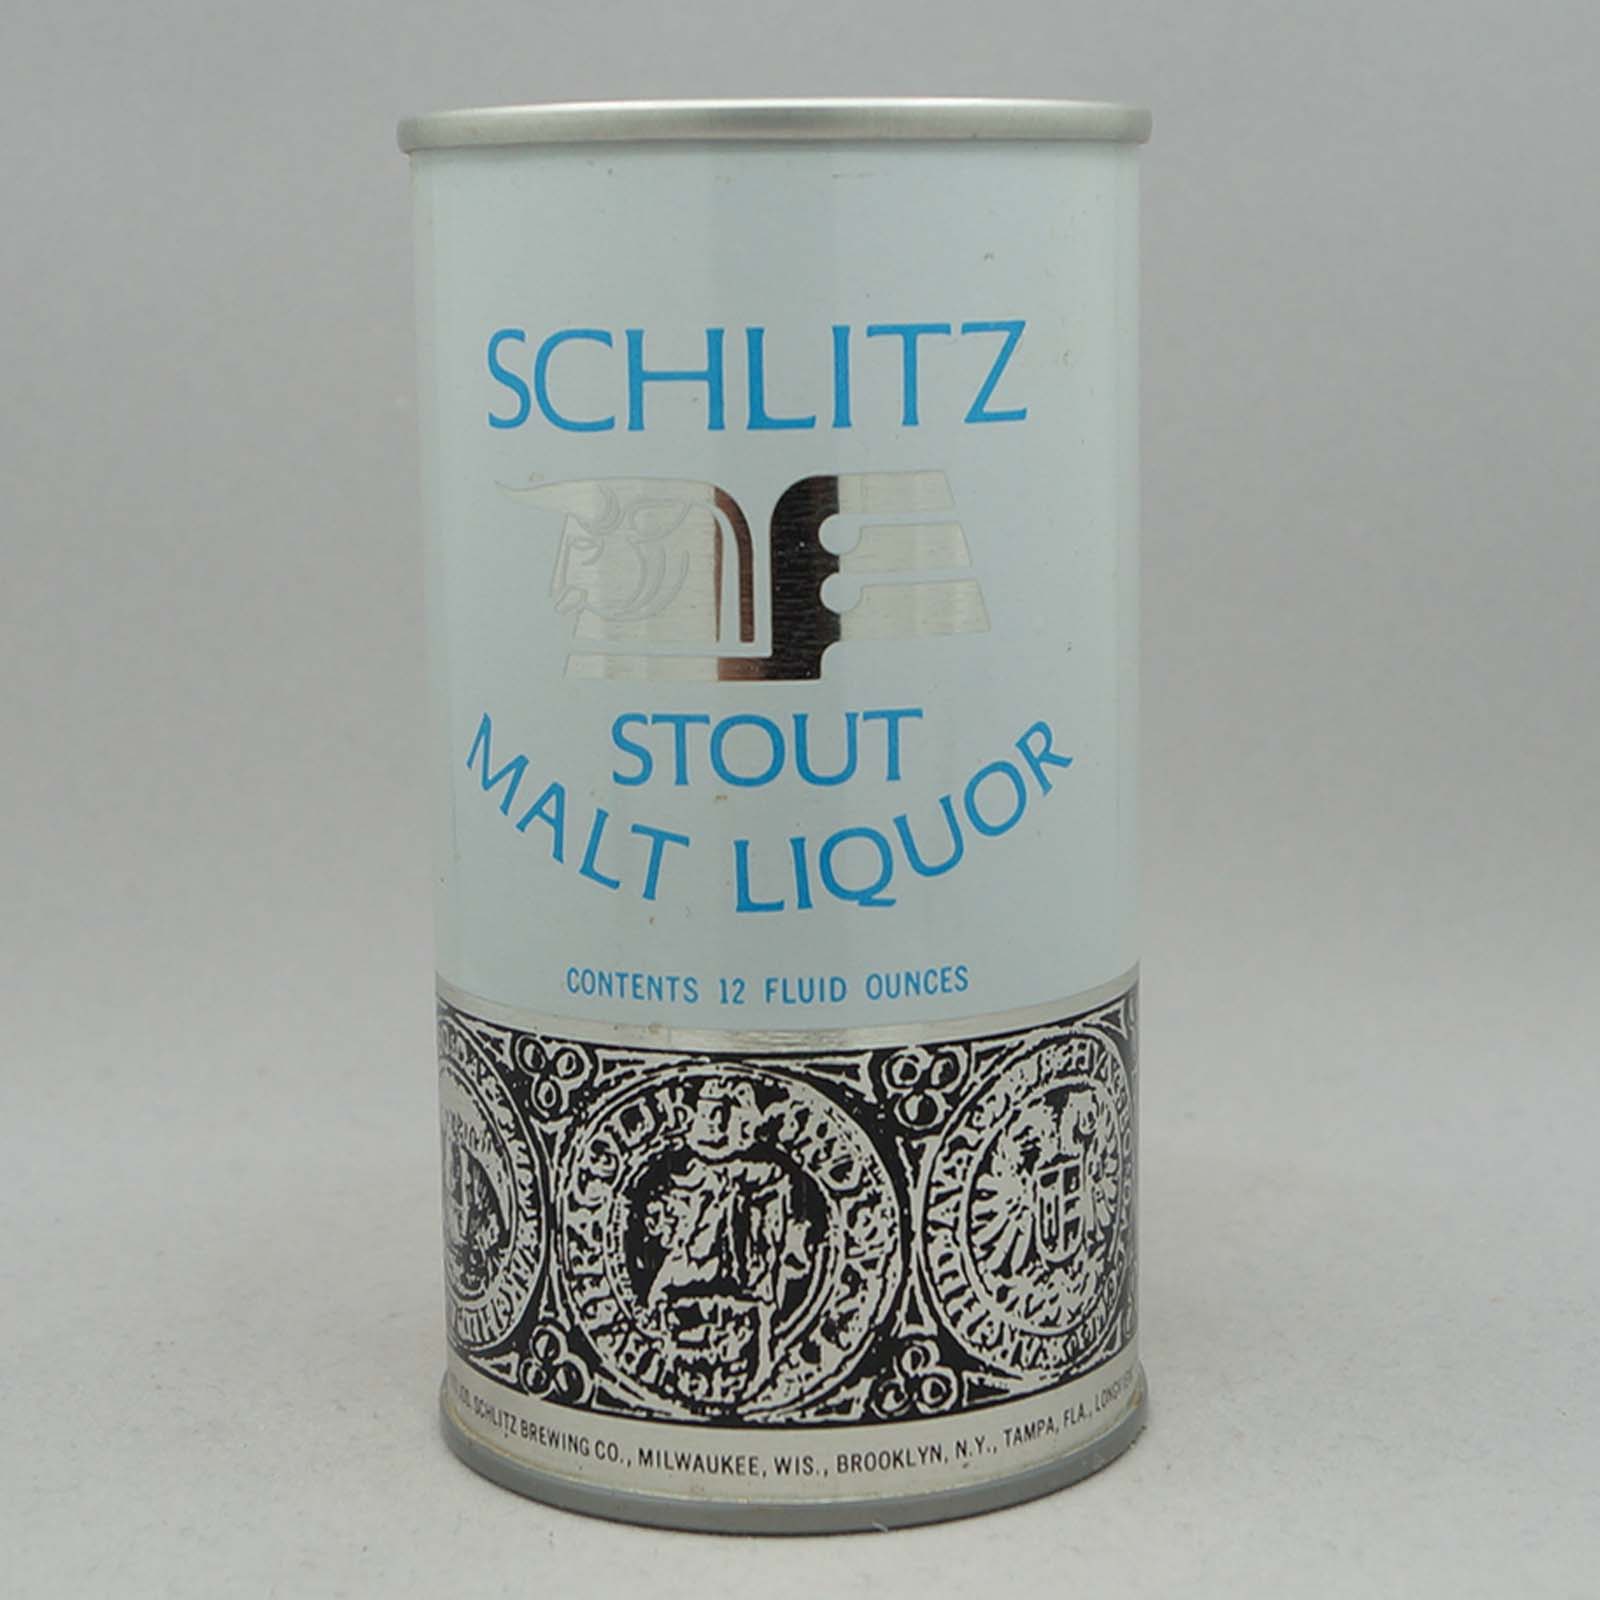 SCHLITZ
STOUT
MALT LIQUOR
CONTENTS 12 FLUID OUNCES
SCHLITZ BREWING CO., MILWAUKEE, WIS., BROOKLYN, N.Y., TAMPA, FLA.,